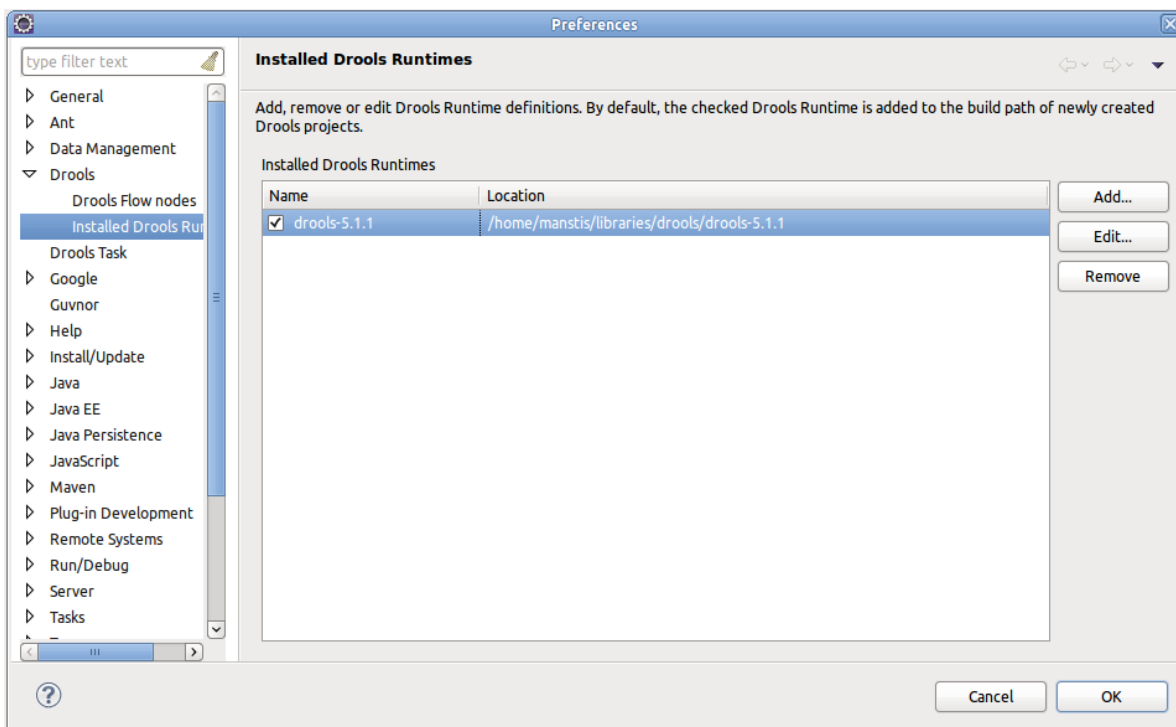 Preferences
type filter text
General
Ant
Data Management
Drools
Drools Flow nodes
Installed Drools Run
Drools Task
Google
Guvnor
Help
Install/Update
Java
Java EE
Java Persistence
JavaScript
Maven
Plug-in Development
Remote Systems
Run/Debug
Server
Tasks
Installed Drools Runtimes
Add, remove or edit Drools Runtime definitions. By default, the checked Drools Runtime is added to the build path of newly created
Drools projects.
Installed Drools Runtimes
Name Location
drools-5.1.1 /home/manstis/libraries/drools/drools-5.1.1
Add...
Edit...
Remove
Cancel OK